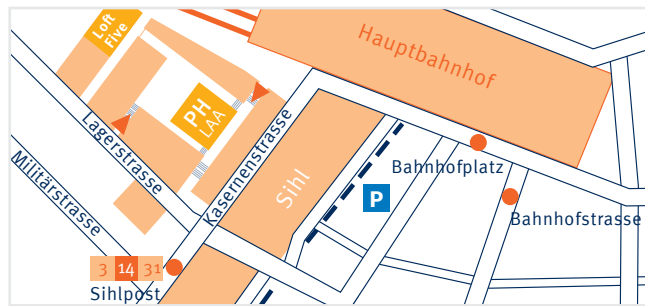 Loft
Five
Hauptbahnhof
PH
LAA
Lagerstrasse
Kasernenstrasse
Militärstrasse
Sihl
Bahnhofplatz
P
Bahnhofstrasse
3 14 31
Sihlpost